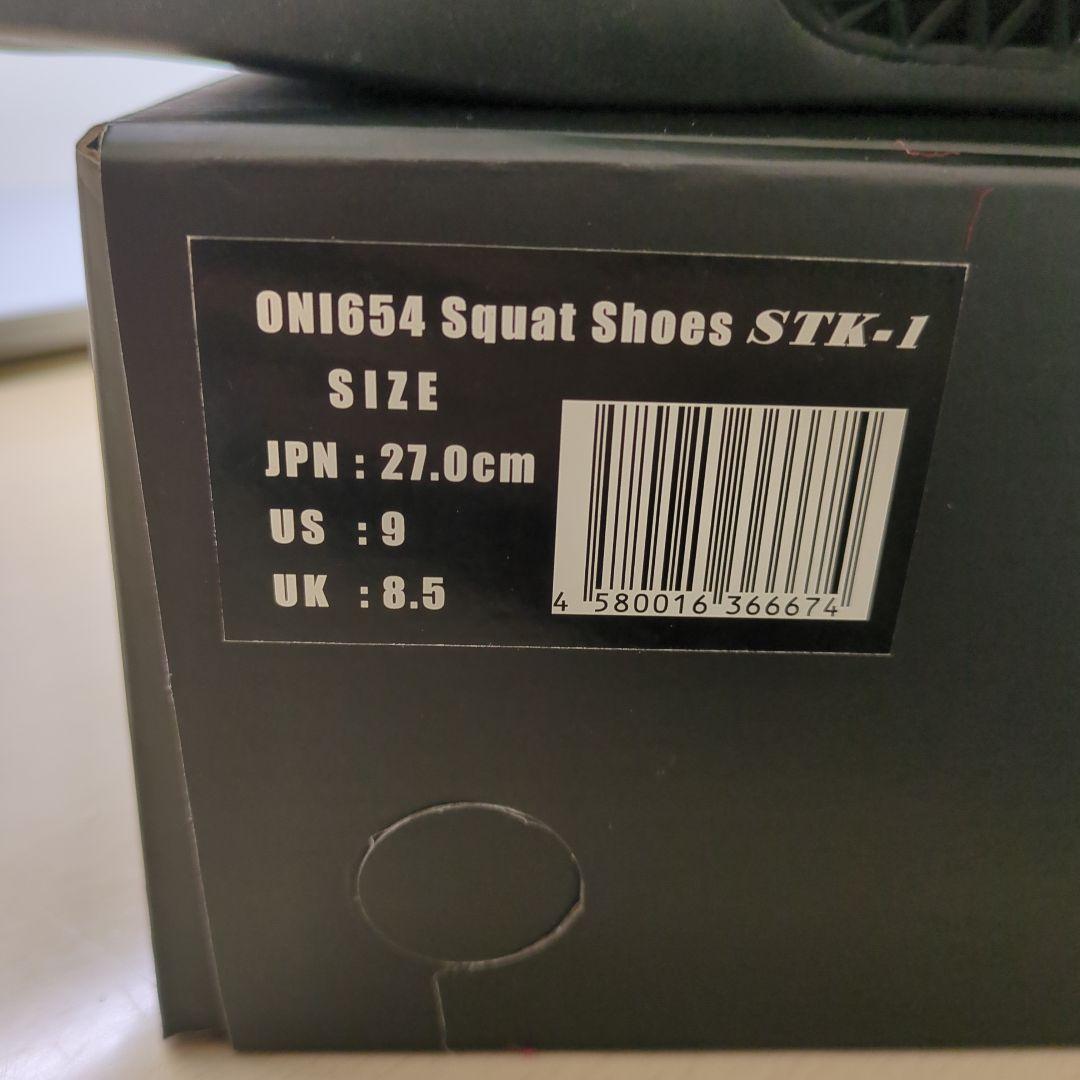 ONI654 Squat Shoes STK-1
SIZE
JPN : 27.0cm
US : 9
UK : 8.5
4 580016 366674